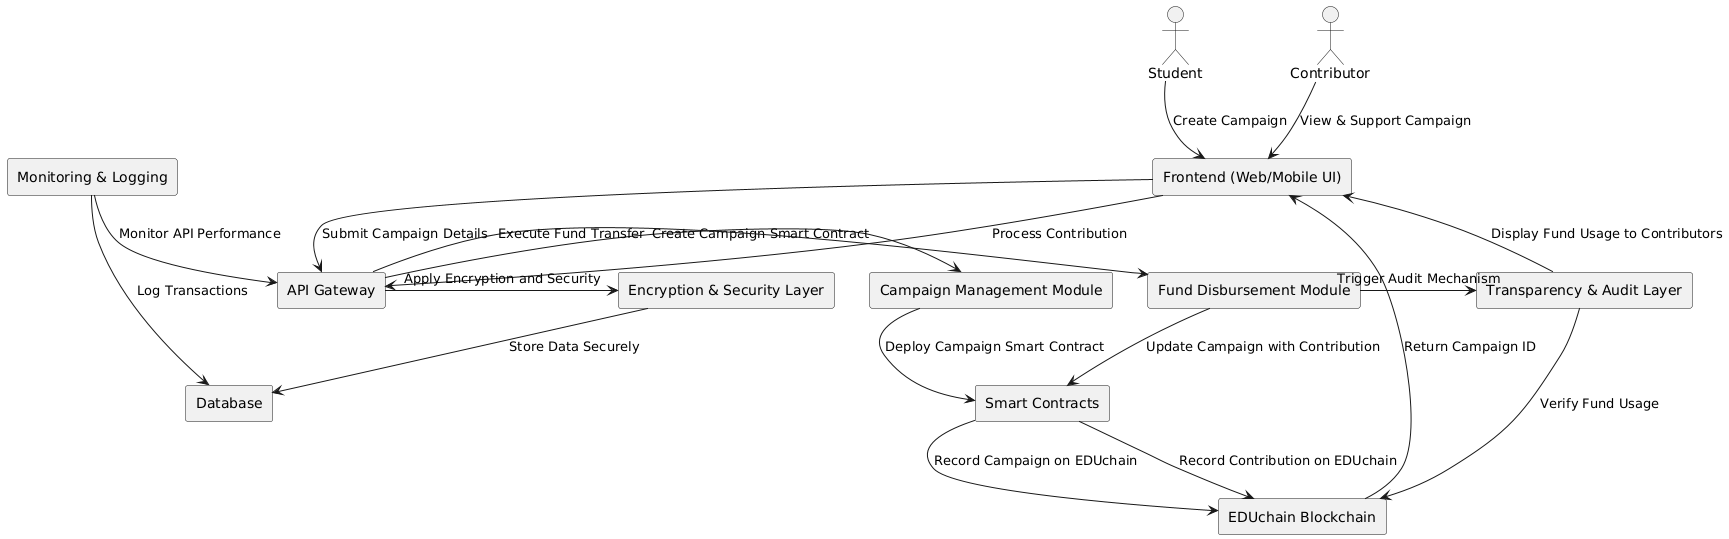 Student
Contributor
Create Campaign
View & Support Campaign
Monitoring & Logging
Frontend (Web/Mobile UI)
Monitor API Performance
Submit Campaign Details
Execute Fund Transfer
Create Campaign Smart Contract
Process Contribution
Display Fund Usage to Contributors
API Gateway
Apply Encryption and Security
Encryption & Security Layer
Campaign Management Module
Fund Disbursement Module
Trigger Audit Mechanism
Transparency & Audit Layer
Log Transactions
Store Data Securely
Deploy Campaign Smart Contract
Update Campaign with Contribution
Return Campaign ID
Database
Smart Contracts
Verify Fund Usage
Record Campaign on EDUchain
Record Contribution on EDUchain
EDUchain Blockchain